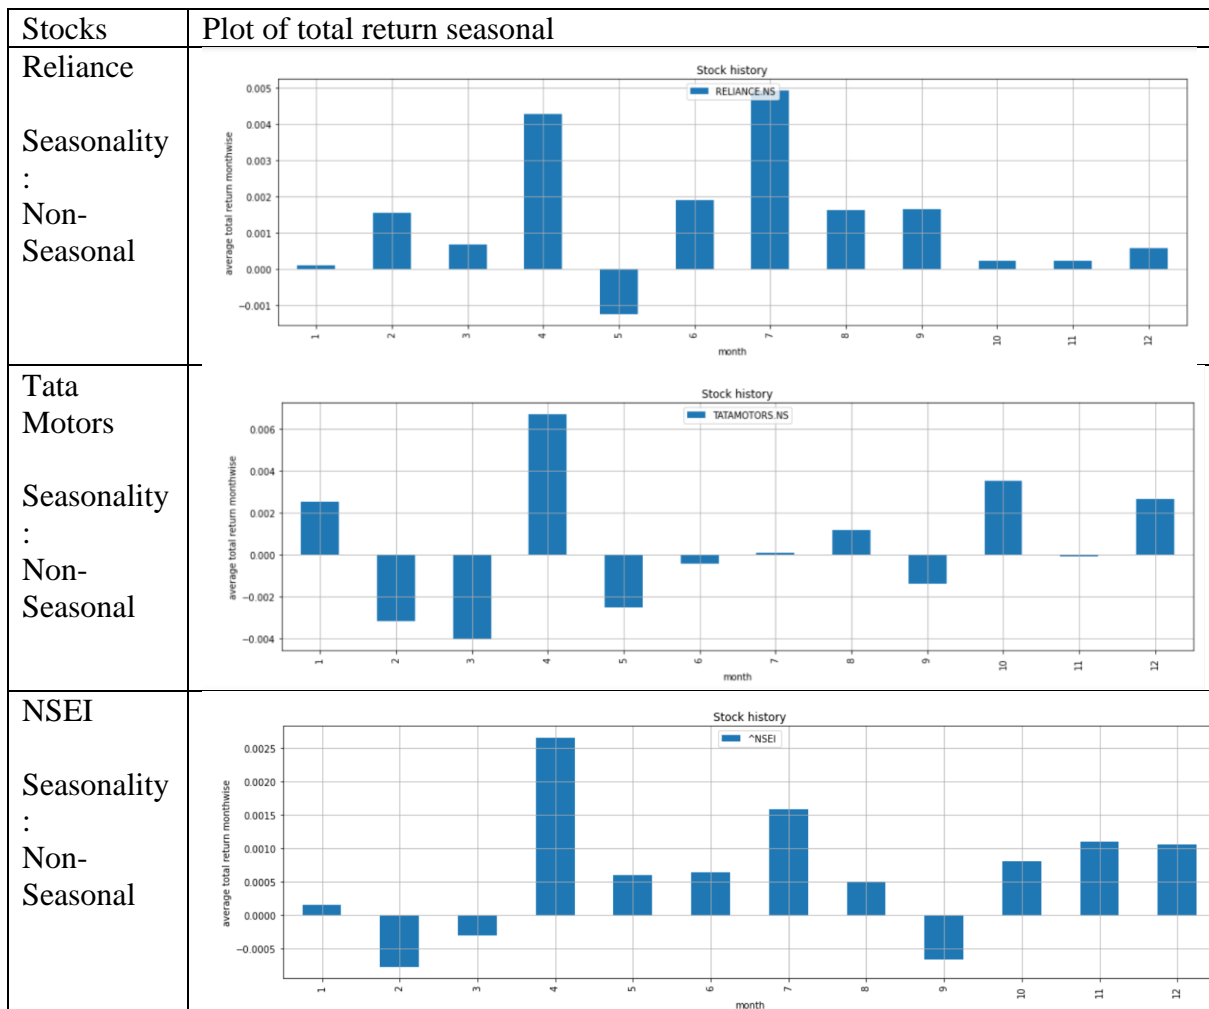 Stocks
Plot of total return seasonal
Reliance
Seasonality
:
Non-
Seasonal
Stock history
RELIANCE.NS
average total return monthwise
0.005
0.004
0.003
0.002
0.001
0.000
−0.001
1 2 3 4 5 6 7 8 9 10 11 12
month
Tata
Motors
Seasonality
:
Non-
Seasonal
Stock history
TATAMOTORS.NS
average total return monthwise
0.006
0.004
0.002
0.000
−0.002
−0.004
1 2 3 4 5 6 7 8 9 10 11 12
month
NSEI
Seasonality
:
Non-
Seasonal
Stock history
^NSEI
average total return monthwise
0.0025
0.0020
0.0015
0.0010
0.0005
0.0000
−0.0005
1 2 3 4 5 6 7 8 9 10 11 12
month